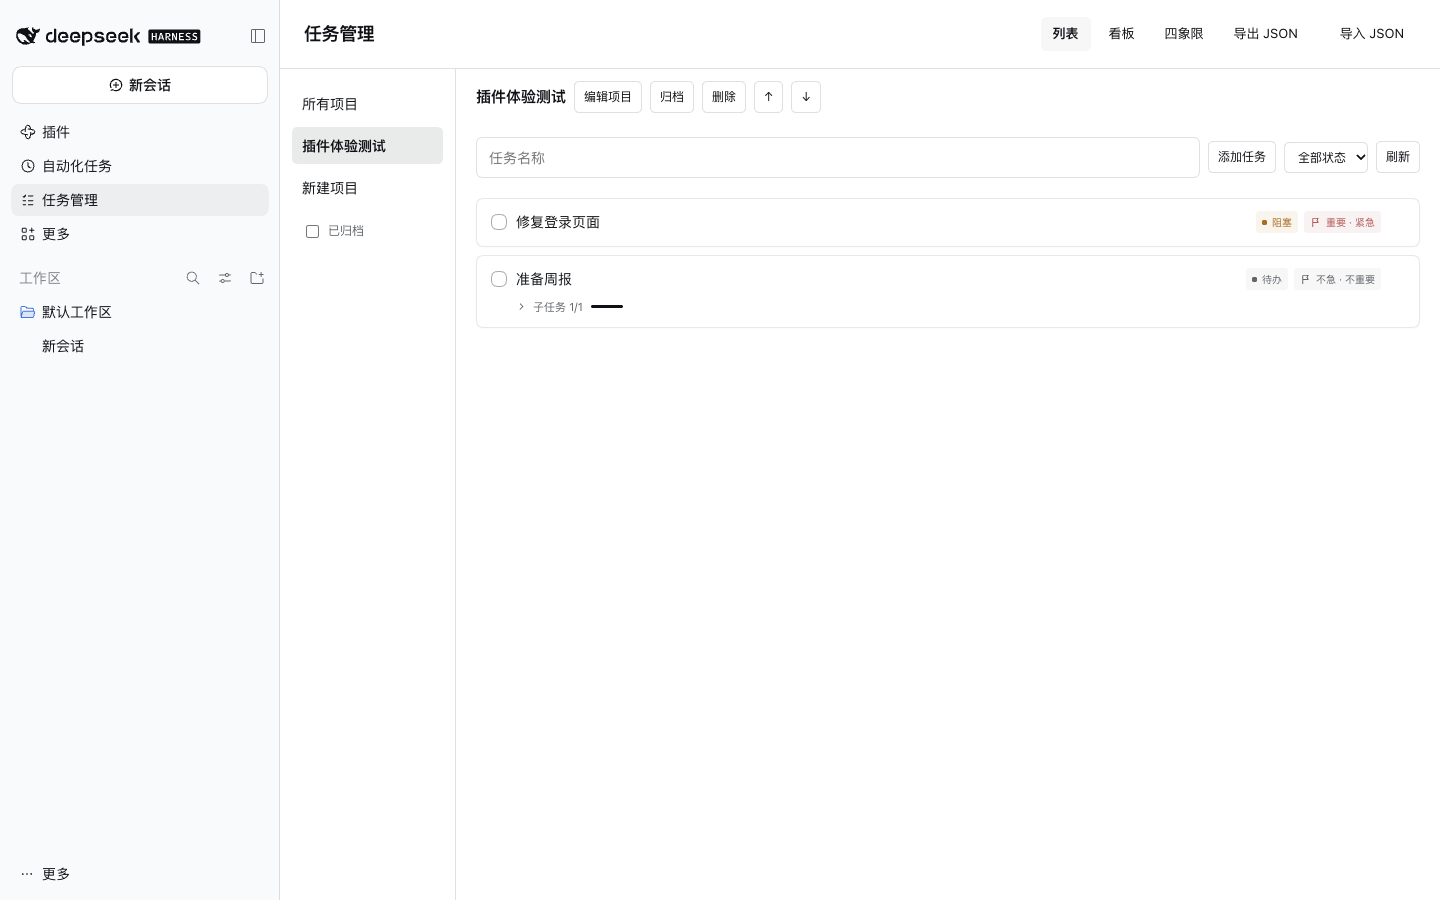 deepseek HARNESS
新会话
插件
自动化任务
任务管理
更多
工作区
默认工作区
新会话
更多
任务管理
列表 看板 四象限 导出 JSON 导入 JSON
所有项目
插件体验测试
新建项目
已归档
插件体验测试 编辑项目 归档 删除 ↑ ↓
任务名称 添加任务 全部状态 刷新
修复登录页面 阻塞 重要 · 紧急
准备周报 待办 不急 · 不重要
子任务 1/1